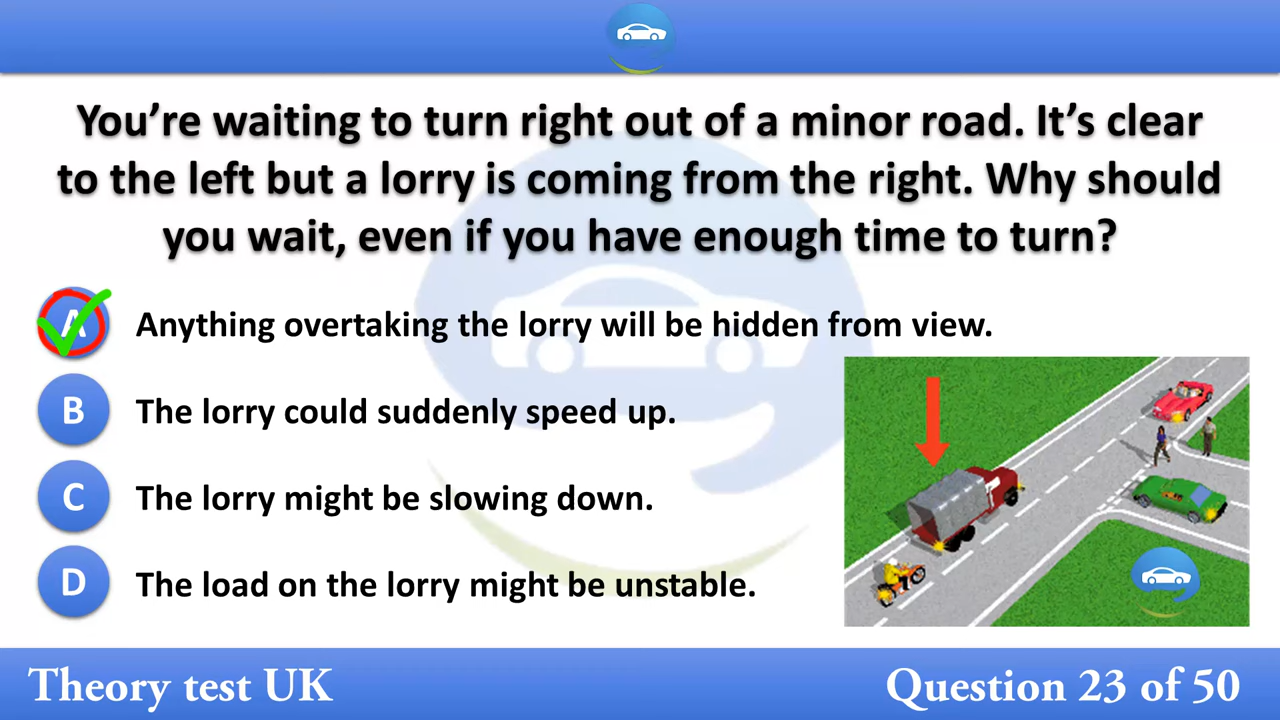 You’re waiting to turn right out of a minor road. It’s clear
to the left but a lorry is coming from the right. Why should
you wait, even if you have enough time to turn?
A Anything overtaking the lorry will be hidden from view.
B The lorry could suddenly speed up.
C The lorry might be slowing down.
D The load on the lorry might be unstable.
Theory test UK
Question 23 of 50